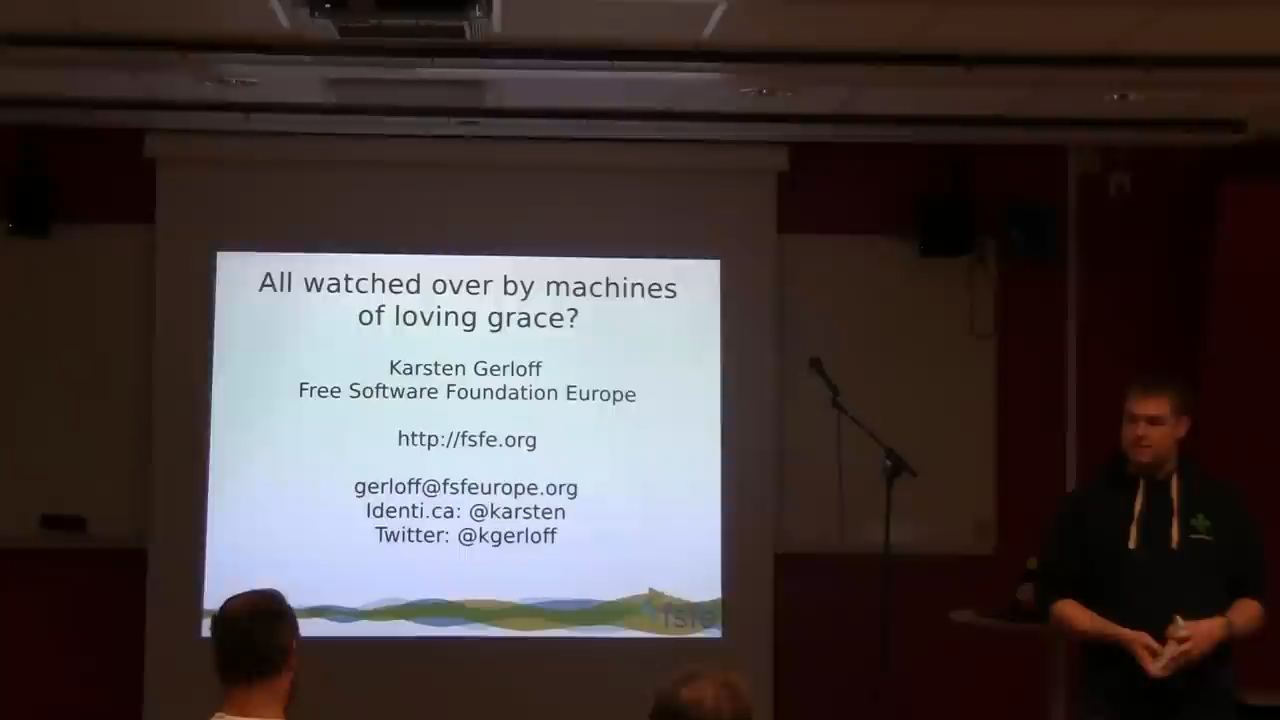 All watched over by machines
of loving grace?
Karsten Gerloff
Free Software Foundation Europe
http://fsfe.org
gerloff@fsfeurope.org
Identi.ca: @karsten
Twitter: @kgerloff
fsfe